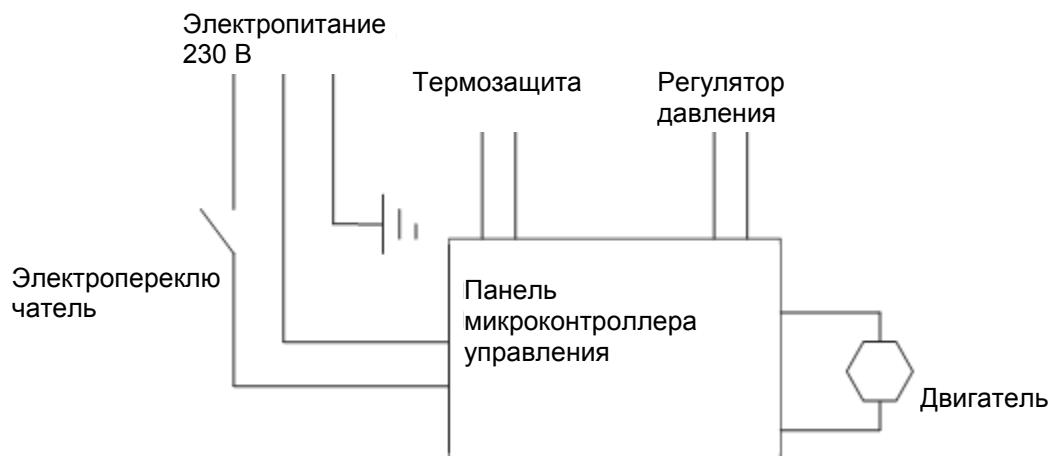 Электропитание
230 В
Термозащита
Регулятор
давления
Электропереклю
чатель
Панель
микроконтроллера
управления
Двигатель